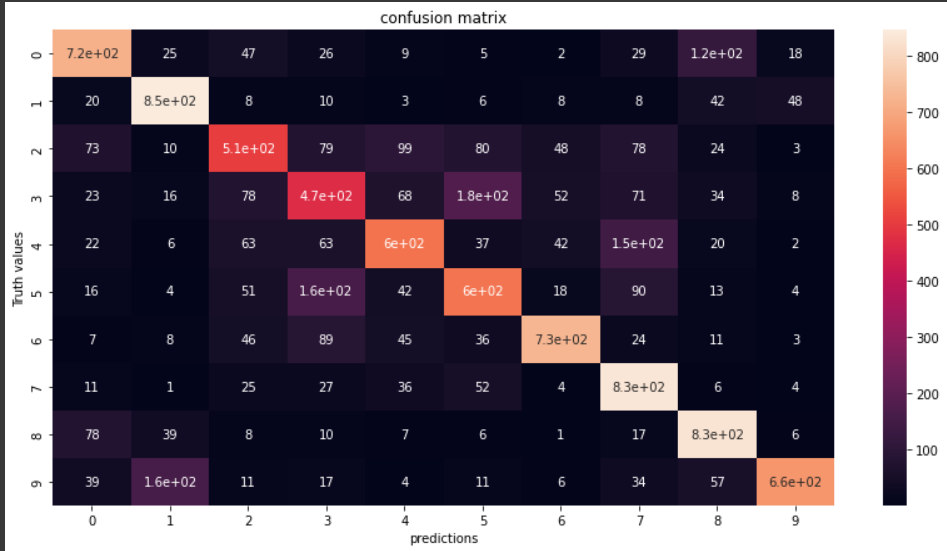 confusion matrix
0 7.2e+02 25 47 26 9 5 2 29 1.2e+02 18
1 20 8.5e+02 8 10 3 6 8 8 42 48
2 73 10 5.1e+02 79 99 80 48 78 24 3
3 23 16 78 4.7e+02 68 1.8e+02 52 71 34 8
4 22 6 63 63 6e+02 37 42 1.5e+02 20 2
5 16 4 51 1.6e+02 42 6e+02 18 90 13 4
6 7 8 46 89 45 36 7.3e+02 24 11 3
7 11 1 25 27 36 52 4 8.3e+02 6 4
8 78 39 8 10 7 6 1 17 8.3e+02 6
9 39 1.6e+02 11 17 4 11 6 34 57 6.6e+02
0 1 2 3 4 5 6 7 8 9
predictions
Truth values
800
700
600
500
400
300
200
100